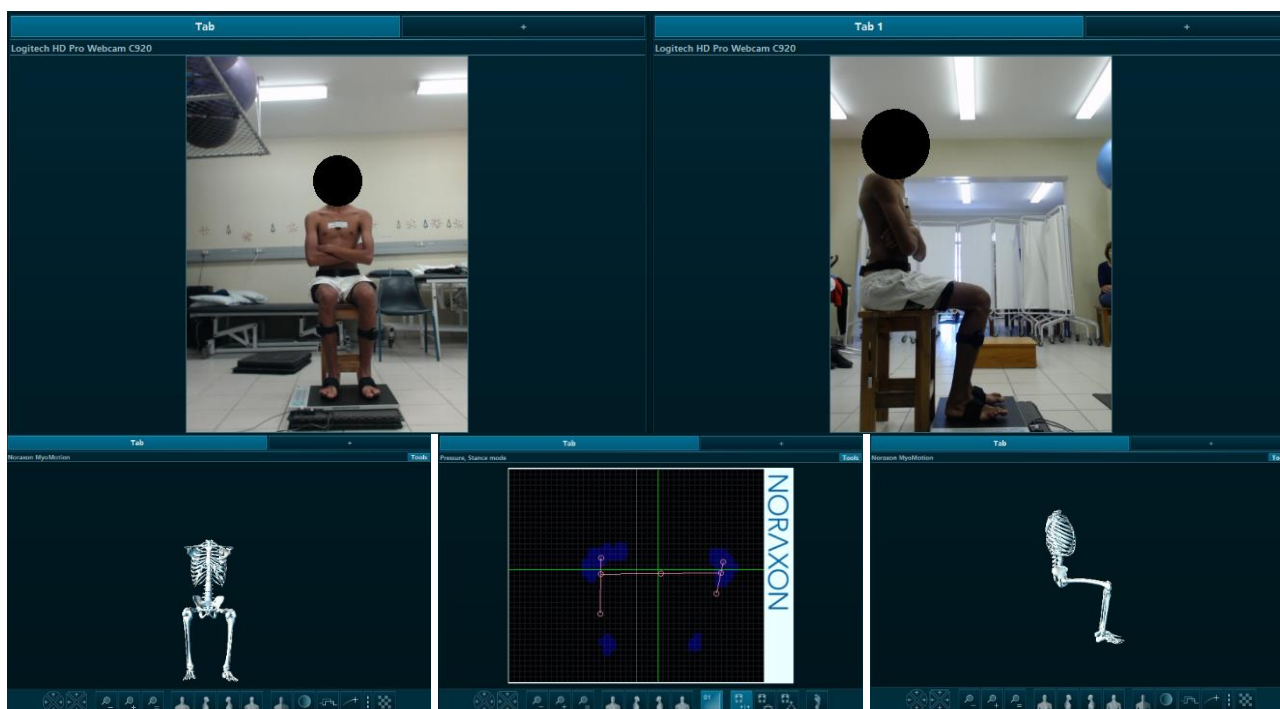 Tab +
Logitech HD Pro Webcam C920
Tab 1 +
Logitech HD Pro Webcam C920
Tab +
Noraxon MyoMotion Tools
Tab +
Pressure, Stance mode Tools
NORAXON
Tab +
Noraxon MyoMotion To